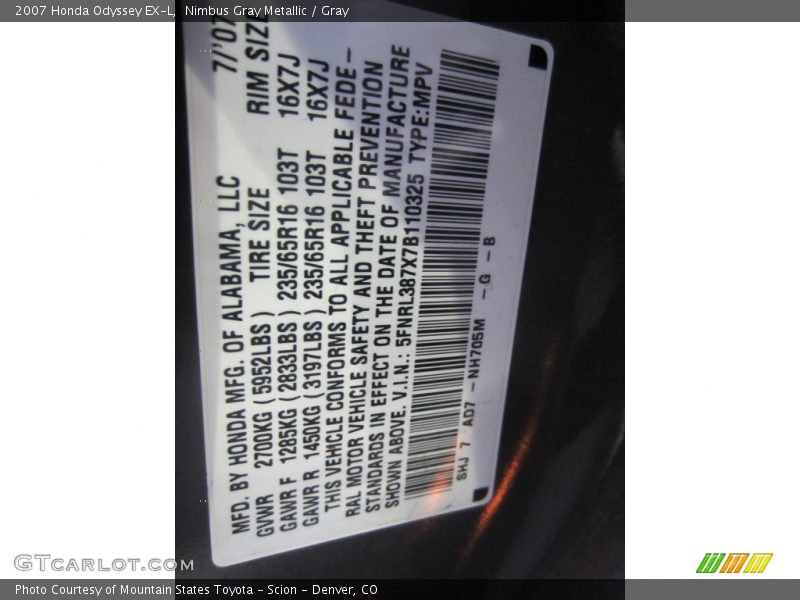 2007 Honda Odyssey EX-L, Nimbus Gray Metallic / Gray
MFD. BY HONDA MFG. OF ALABAMA, LLC 7/'07
GVWR 2700KG (5952LBS) TIRE SIZE RIM SIZE
GAWR F 1285KG (2833LBS) 235/65R16 103T 16X7J
GAWR R 1450KG (3197LBS) 235/65R16 103T 16X7J
THIS VEHICLE CONFORMS TO ALL APPLICABLE FEDE-
RAL MOTOR VEHICLE SAFETY AND THEFT PREVENTION
STANDARDS IN EFFECT ON THE DATE OF MANUFACTURE
SHOWN ABOVE. V.I.N.: 5FNRL387X7B110325 TYPE:MPV
SHJ 7 AD7 - NH705M - G - B
GTcarlot.com
Photo Courtesy of Mountain States Toyota - Scion - Denver, CO